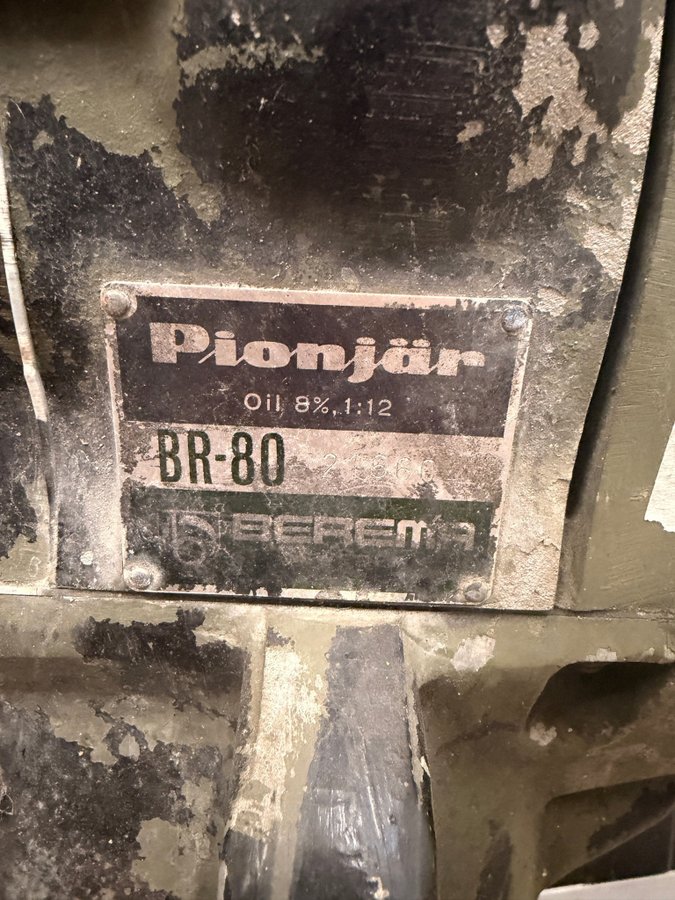 Pionjär
Oil 8%, 1:12
BR-80
BEREMA